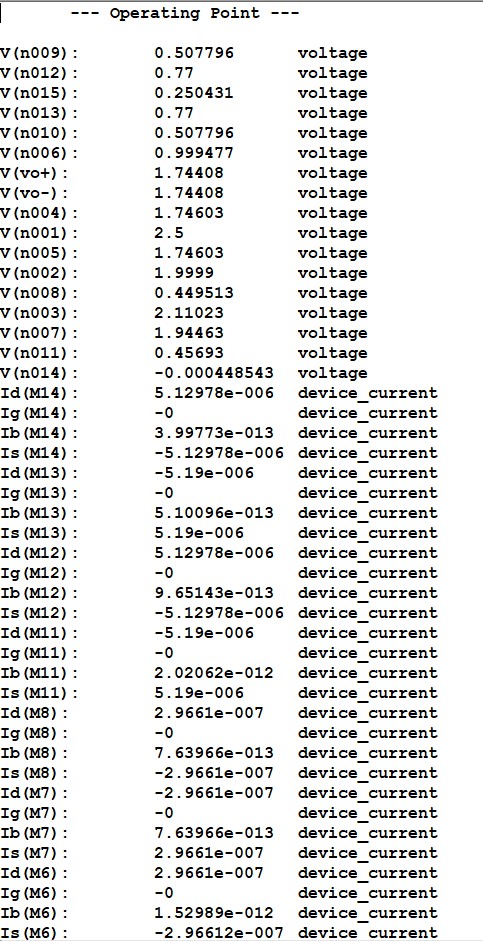 --- Operating Point ---
V(n009): 0.507796 voltage
V(n012): 0.77 voltage
V(n015): 0.250431 voltage
V(n013): 0.77 voltage
V(n010): 0.507796 voltage
V(n006): 0.999477 voltage
V(vo+): 1.74408 voltage
V(vo-): 1.74408 voltage
V(n004): 1.74603 voltage
V(n001): 2.5 voltage
V(n005): 1.74603 voltage
V(n002): 1.9999 voltage
V(n008): 0.449513 voltage
V(n003): 2.11023 voltage
V(n007): 1.94463 voltage
V(n011): 0.45693 voltage
V(n014): -0.000448543 voltage
Id(M14): 5.12978e-006 device_current
Ig(M14): -0 device_current
Ib(M14): 3.99773e-013 device_current
Is(M14): -5.12978e-006 device_current
Id(M13): -5.19e-006 device_current
Ig(M13): -0 device_current
Ib(M13): 5.10096e-013 device_current
Is(M13): 5.19e-006 device_current
Id(M12): 5.12978e-006 device_current
Ig(M12): -0 device_current
Ib(M12): 9.65143e-013 device_current
Is(M12): -5.12978e-006 device_current
Id(M11): -5.19e-006 device_current
Ig(M11): -0 device_current
Ib(M11): 2.02062e-012 device_current
Is(M11): 5.19e-006 device_current
Id(M8): 2.9661e-007 device_current
Ig(M8): -0 device_current
Ib(M8): 7.63966e-013 device_current
Is(M8): -2.9661e-007 device_current
Id(M7): -2.9661e-007 device_current
Ig(M7): -0 device_current
Ib(M7): 7.63966e-013 device_current
Is(M7): 2.9661e-007 device_current
Id(M6): 2.9661e-007 device_current
Ig(M6): -0 device_current
Ib(M6): 1.52989e-012 device_current
Is(M6): -2.96612e-007 device_current